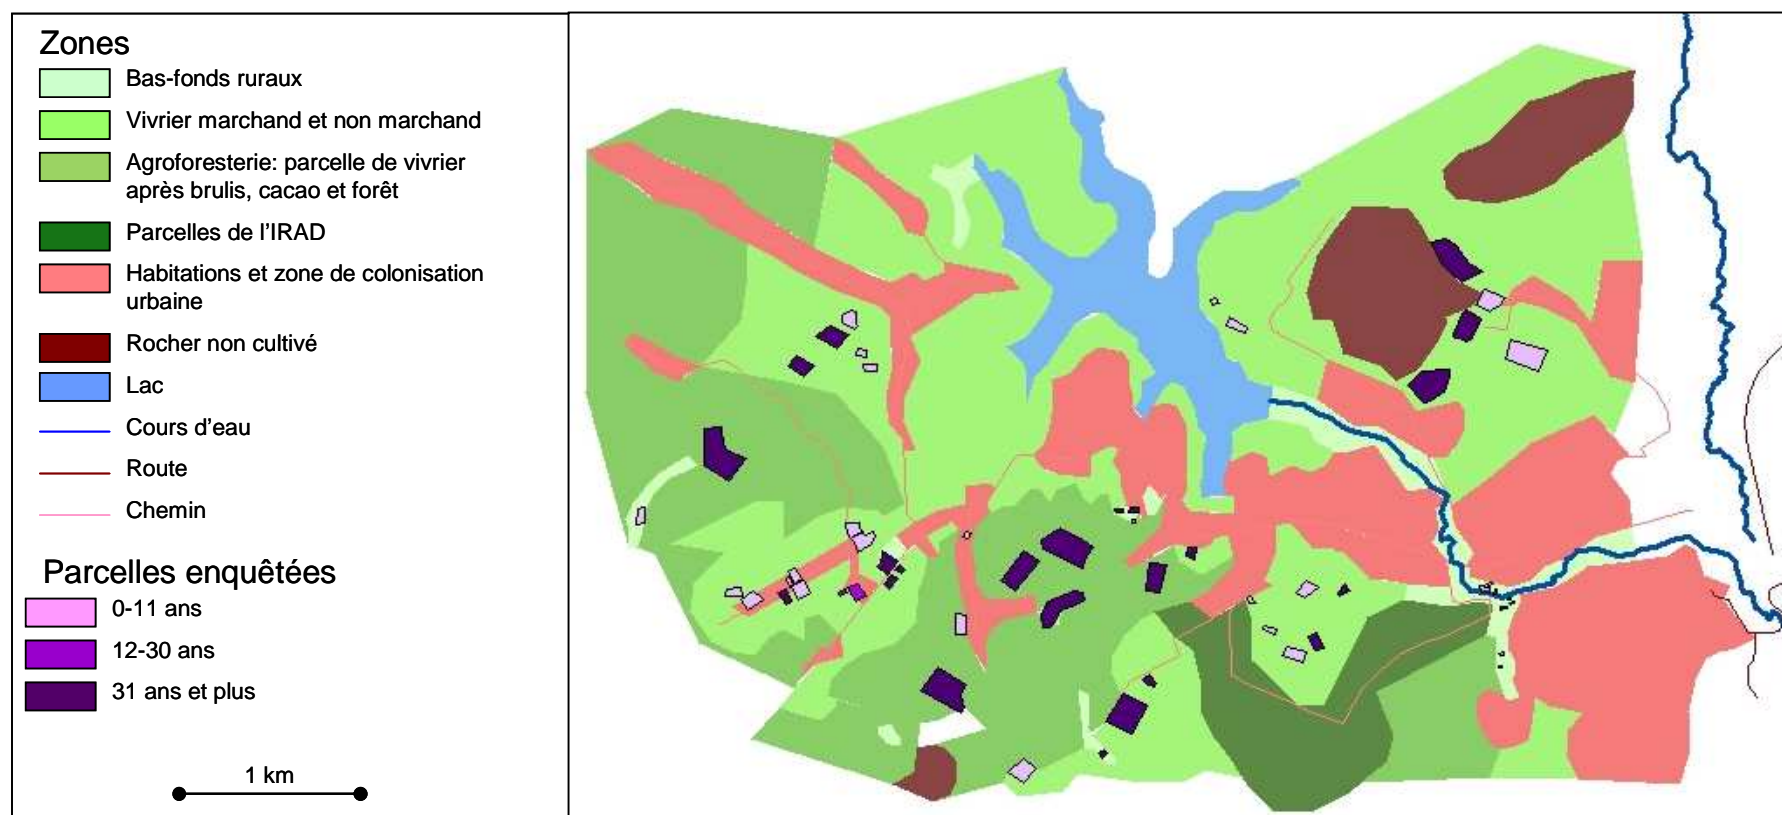 Zones
Bas-fonds ruraux
Vivrier marchand et non marchand
Agroforesterie: parcelle de vivrier
après brulis, cacao et forêt
Parcelles de l'IRAD
Habitations et zone de colonisation
urbaine
Rocher non cultivé
Lac
Cours d'eau
Route
Chemin
Parcelles enquêtées
0-11 ans
12-30 ans
31 ans et plus
1 km